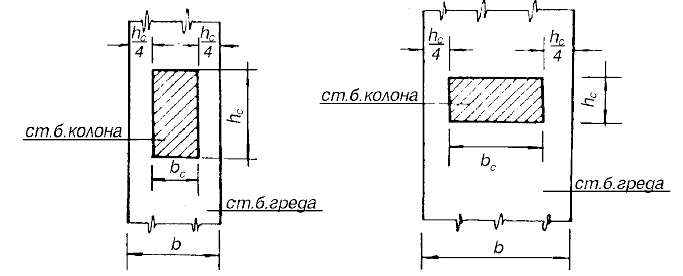 h_c/4 h_c/4
h_c
ст.б.колона
b_c
ст.б.греда
b
h_c/4 h_c/4
h_c
ст.б.колона
b_c
ст.б.греда
b